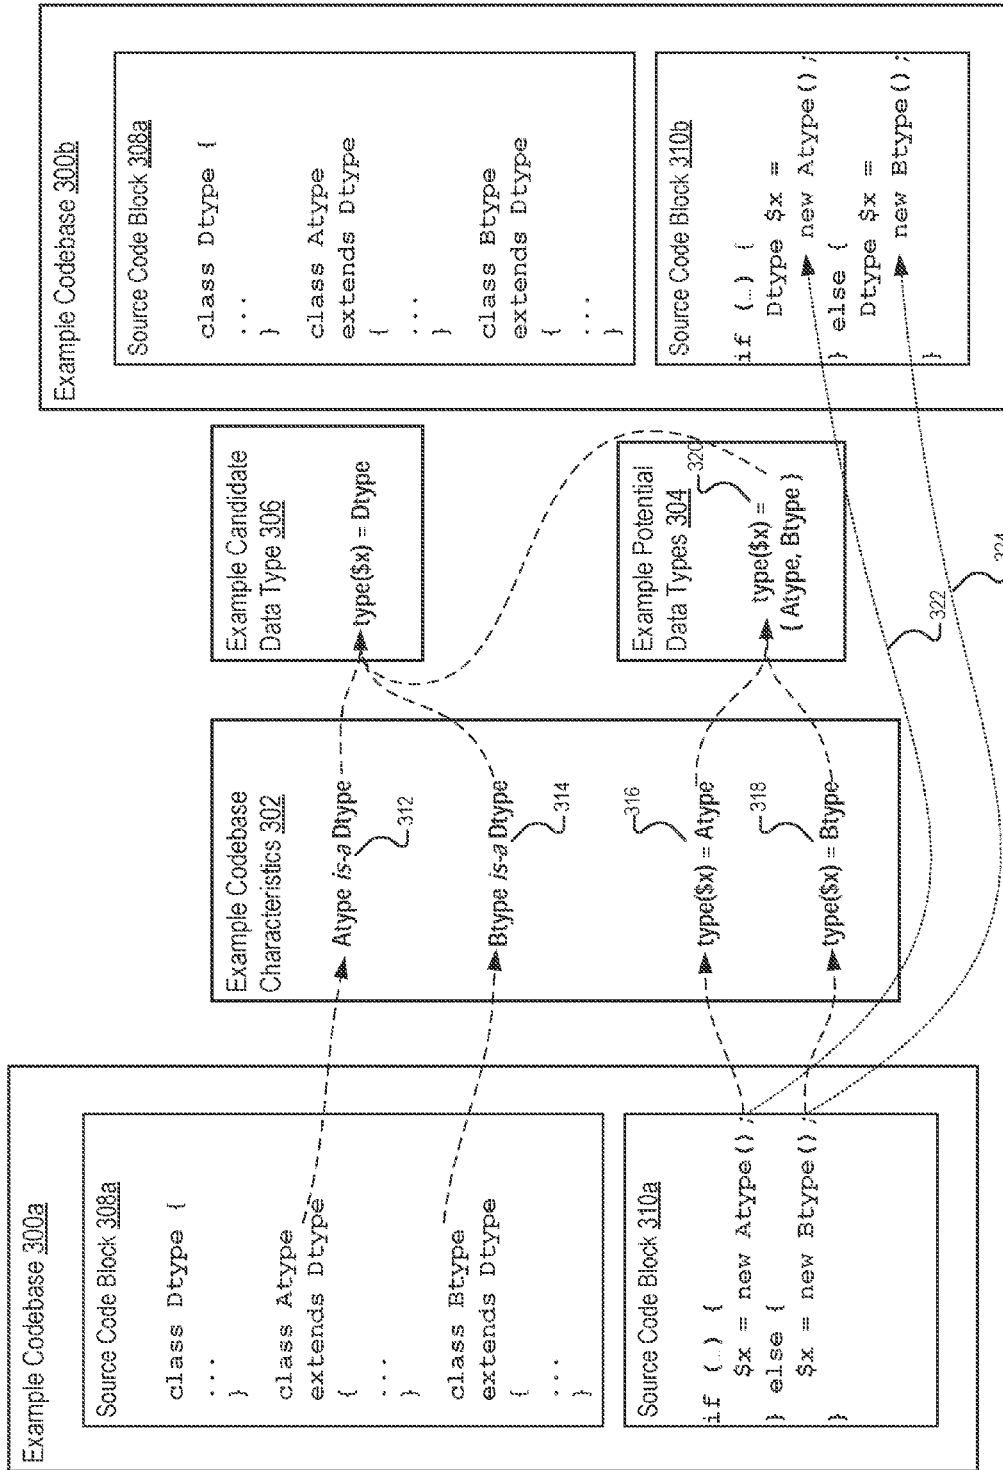 Example Codebase 300a
Source Code Block 308a
class Dtype {
...
}
class Atype
extends Dtype
{ ...
}
class Btype
extends Dtype
{ ...
}
Source Code Block 310a
if (…) {
$x = new Atype();
} else {
$x = new Btype();
}
Example Codebase
Characteristics 302
Atype is-a Dtype
312
Btype is-a Dtype
314
316
type($x) = Atype
318
type($x) = Btype
Example Candidate
Data Type 306
type($x) = Dtype
Example Potential
Data Types 304
320
type($x) =
{ Atype, Btype }
322
324
Example Codebase 300b
Source Code Block 308a
class Dtype {
...
}
class Atype
extends Dtype
{ ...
}
class Btype
extends Dtype
{ ...
}
Source Code Block 310b
if (…) {
Dtype $x =
new Atype();
} else {
Dtype $x =
new Btype();
}